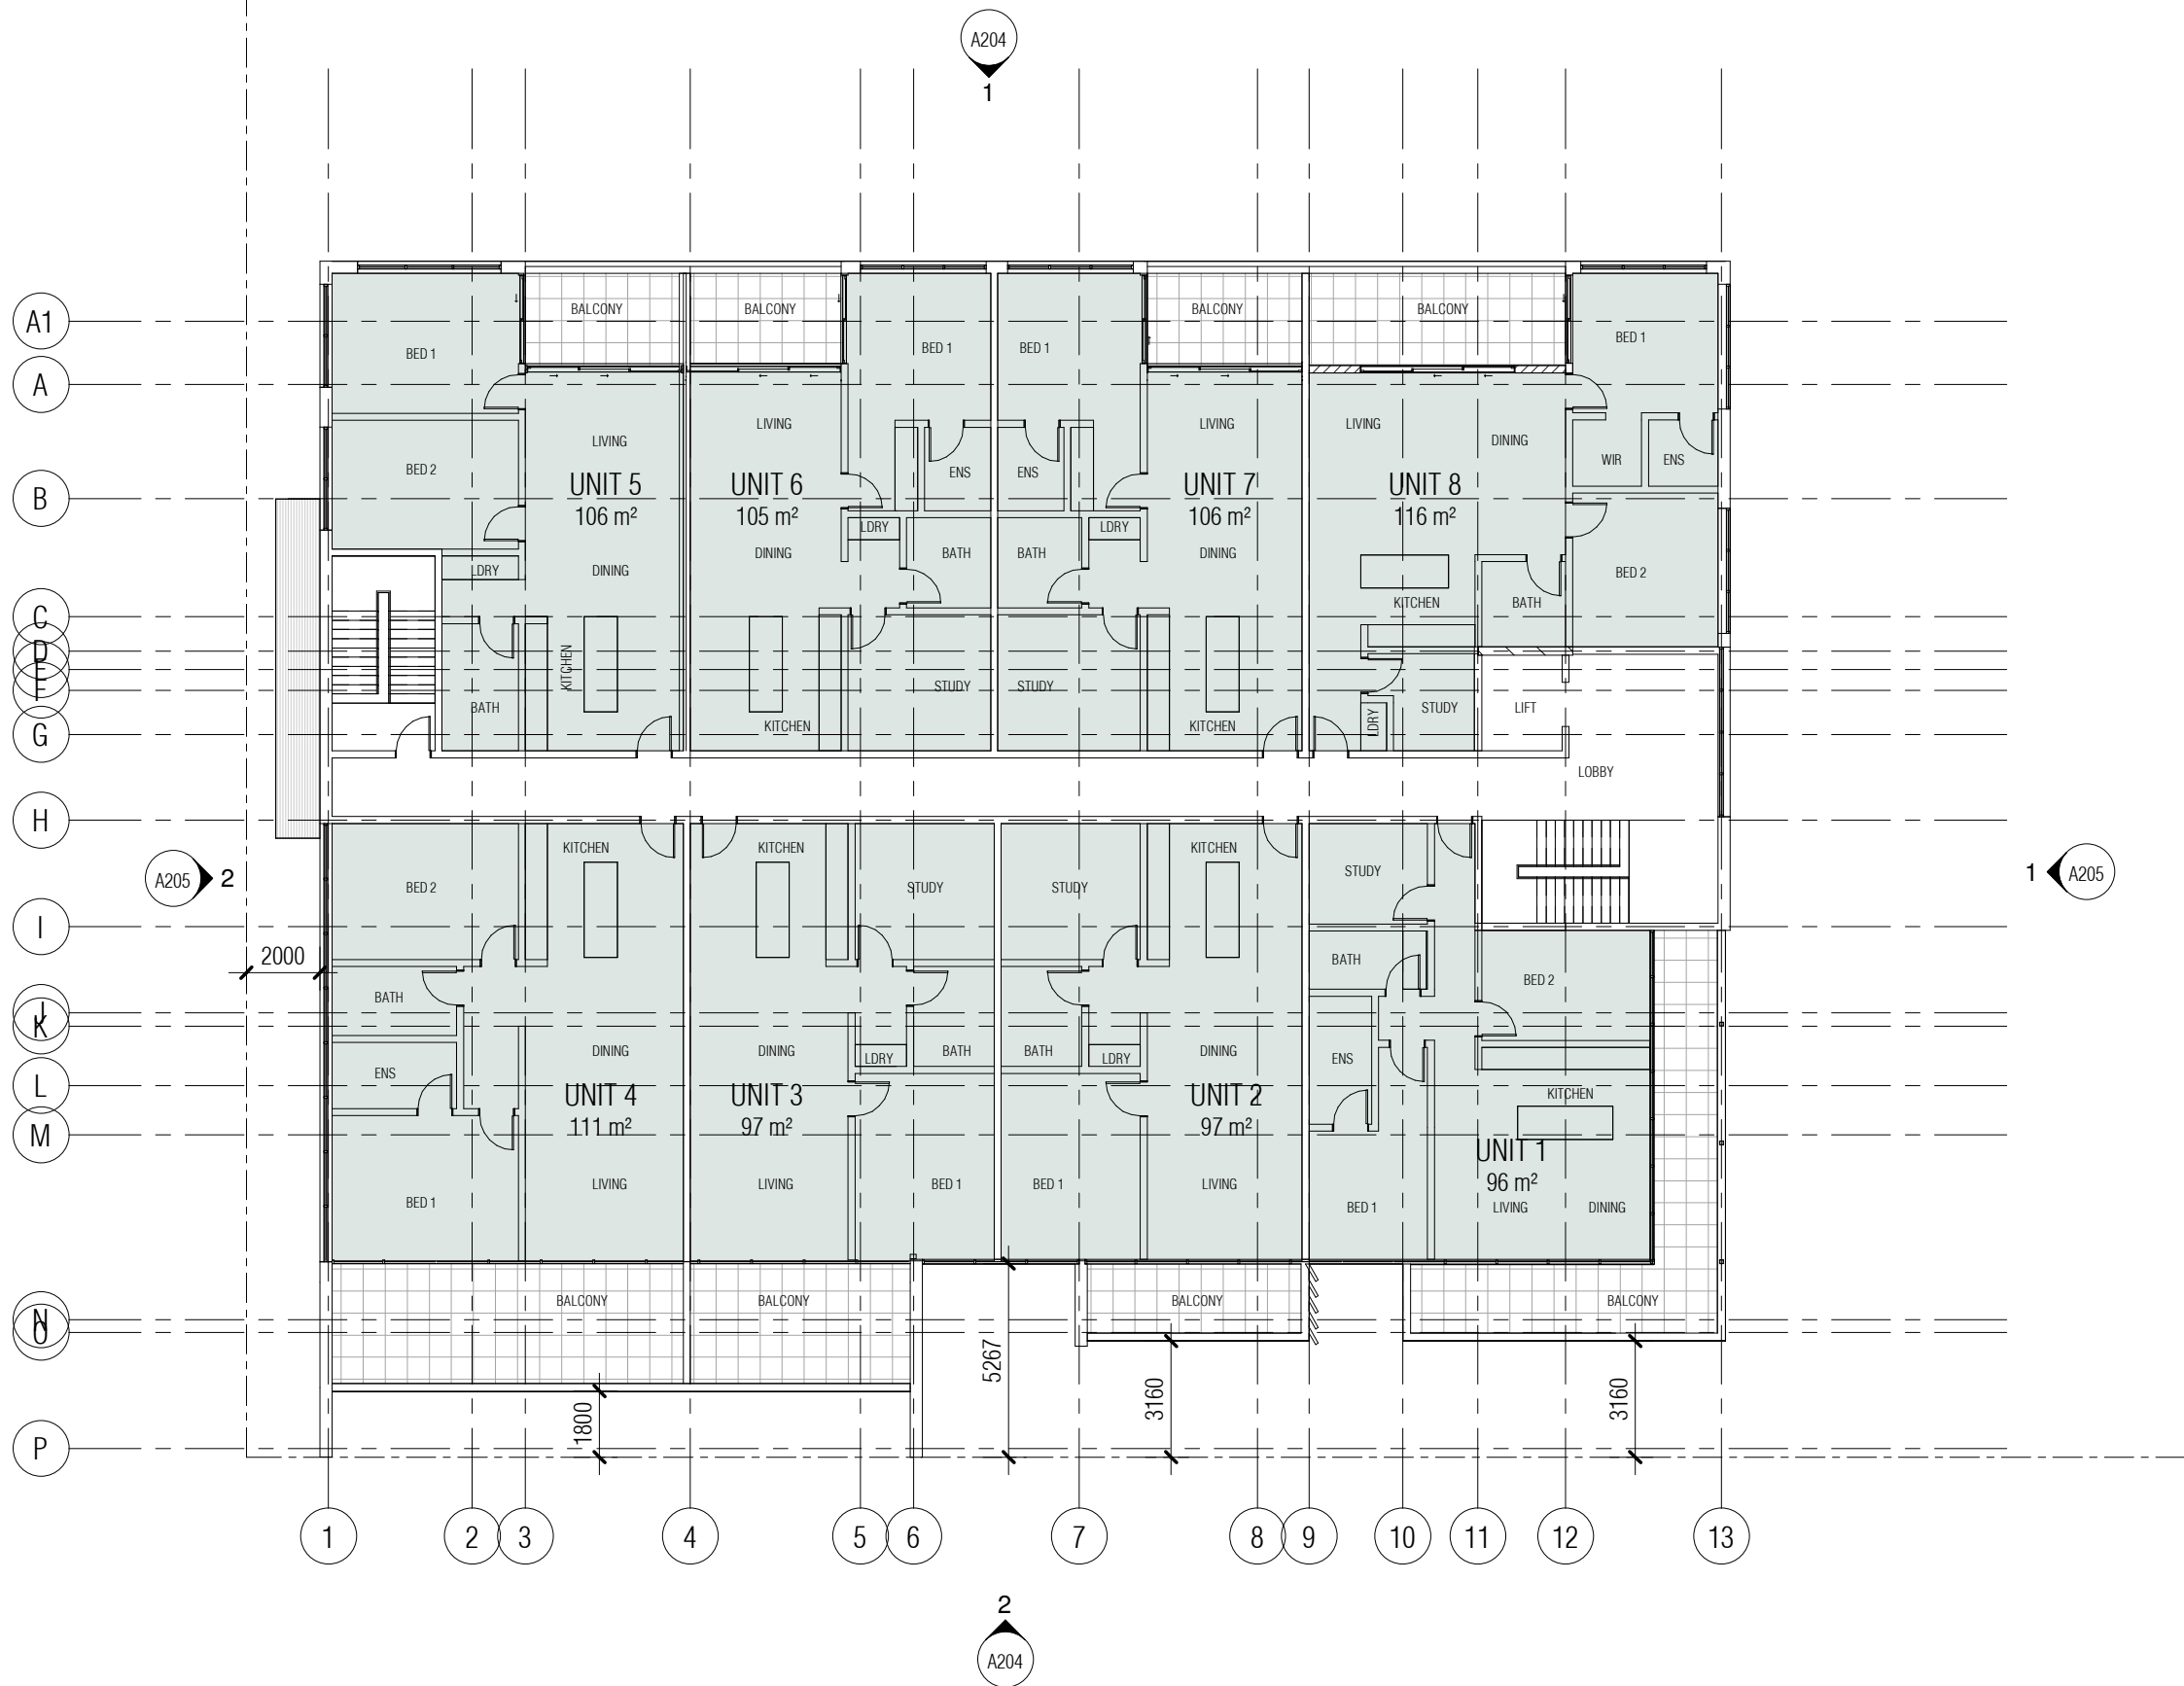 A204
1
A1
A
B
C
D
E
F
G
H
I
J
K
L
M
N
O
P
BALCONY
BALCONY
BALCONY
BALCONY
BED 1
BED 1
BED 1
BED 1
LIVING
LIVING
LIVING
LIVING
DINING
BED 2
ENS
ENS
WIR
ENS
UNIT 5
106 m²
UNIT 6
105 m²
UNIT 7
106 m²
UNIT 8
116 m²
LDRY
LDRY
DINING
BATH
BATH
DINING
LDRY
DINING
BED 2
KITCHEN
BATH
KITCHEN
STUDY
STUDY
BATH
KITCHEN
KITCHEN
LDRY
STUDY
LIFT
LOBBY
A205
2
1
A205
2000
KITCHEN
KITCHEN
KITCHEN
BED 2
STUDY
STUDY
STUDY
BATH
BATH
BED 2
DINING
DINING
LDRY
BATH
BATH
LDRY
DINING
ENS
ENS
KITCHEN
UNIT 4
111 m²
UNIT 3
97 m²
UNIT 2
97 m²
UNIT 1
96 m²
BED 1
LIVING
LIVING
BED 1
BED 1
LIVING
BED 1
LIVING
DINING
BALCONY
BALCONY
BALCONY
BALCONY
1800
5267
3160
3160
1
2
3
4
5
6
7
8
9
10
11
12
13
2
A204